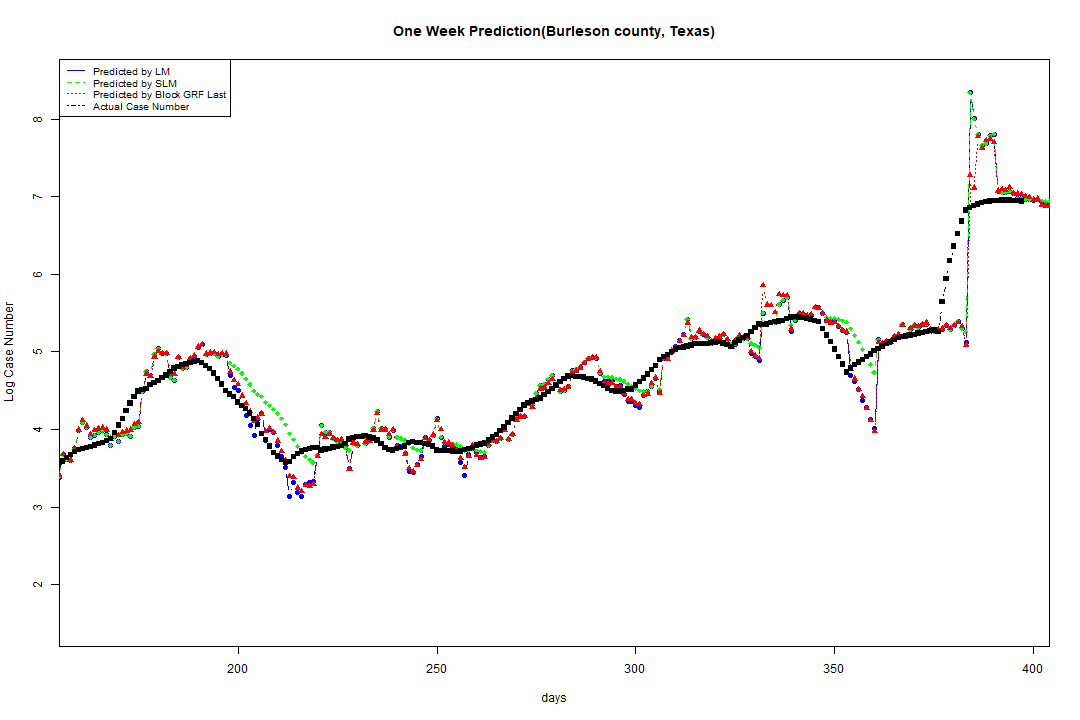 One Week Prediction(Burleson county, Texas)
Predicted by LM
Predicted by SLM
Predicted by Block GRF Last
Actual Case Number
8
7
6
5
4
3
2
Log Case Number
200
250
300
350
400
days